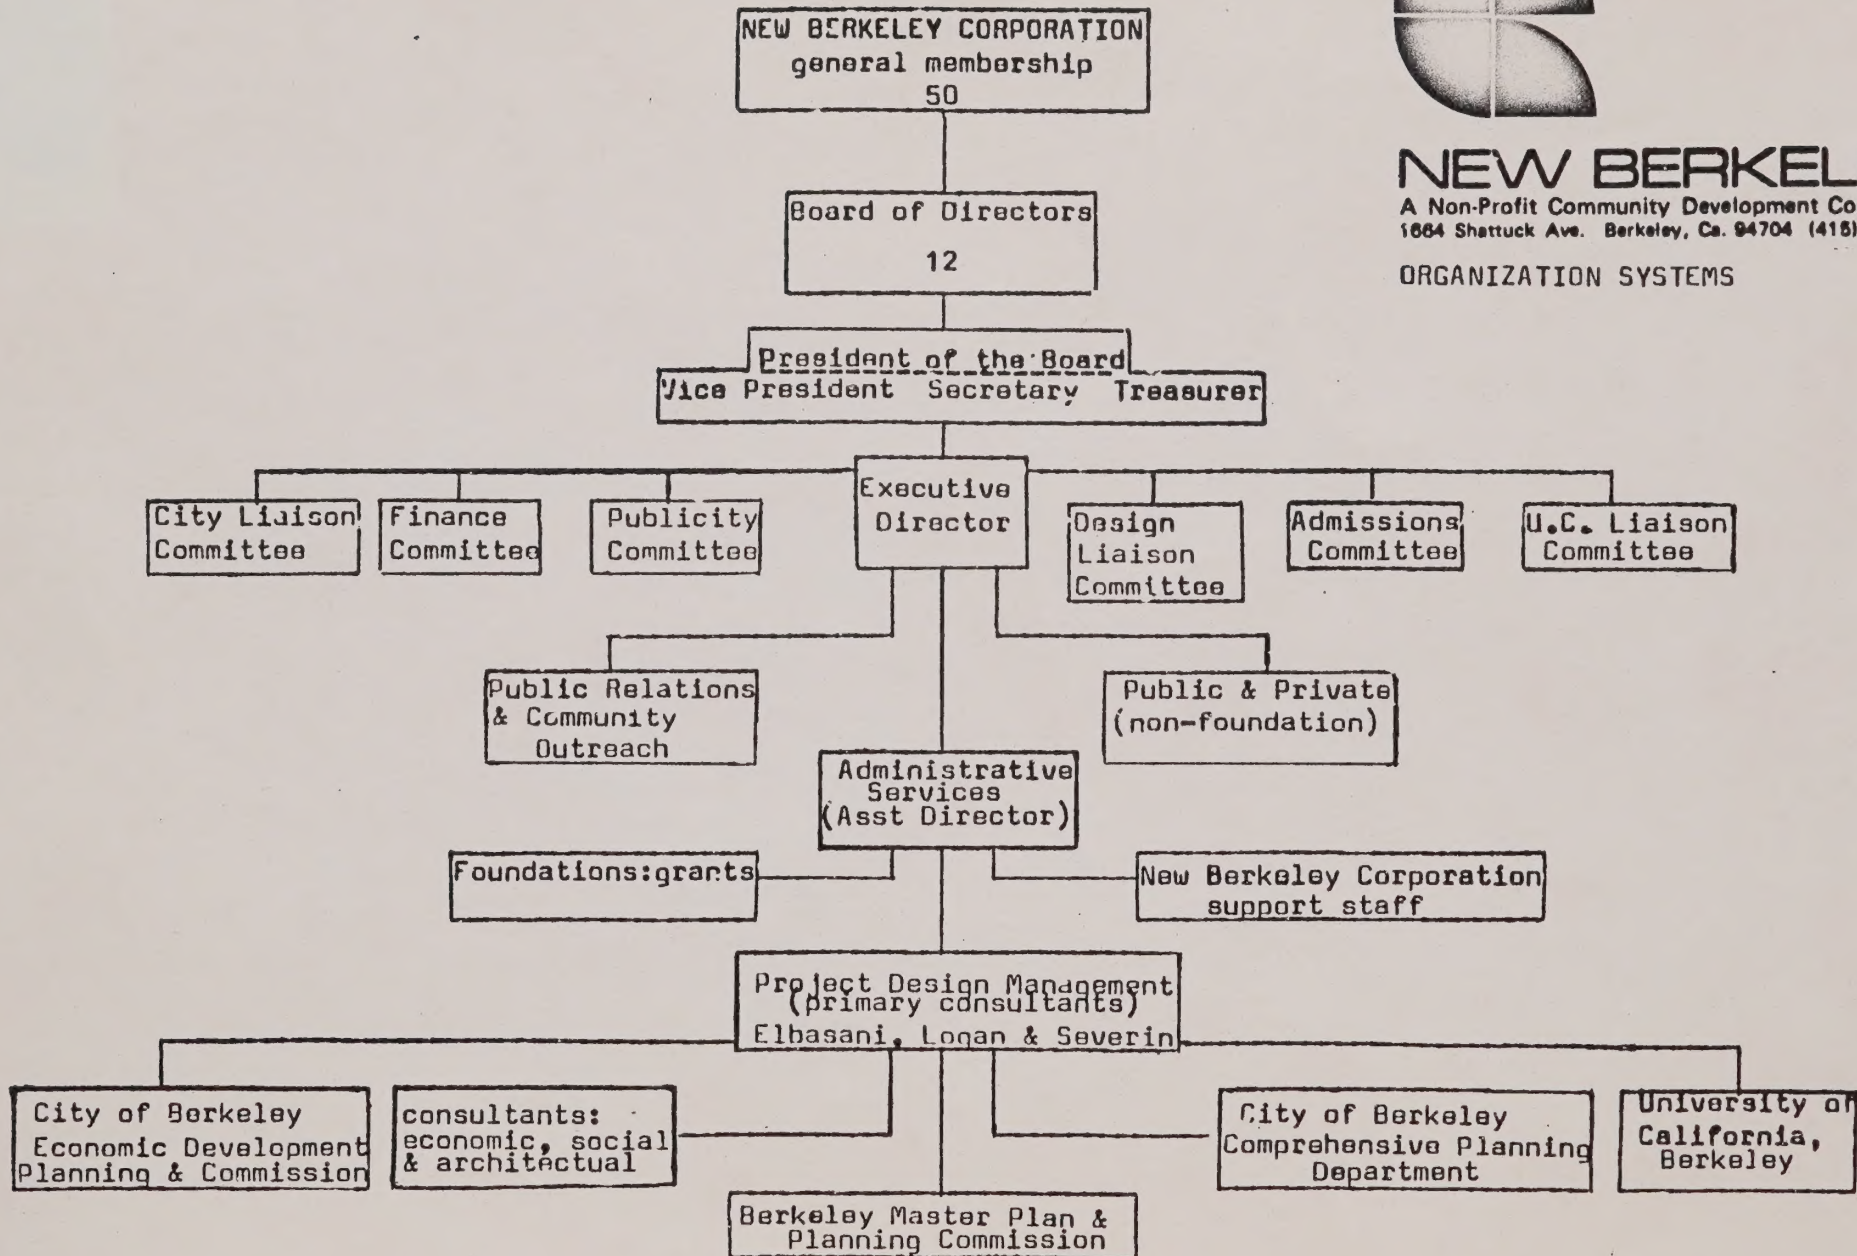 NEW BERKELEY CORPORATION
general membership
50
NEW BERKEL
A Non-Profit Community Development Co
1664 Shattuck Ave. Berkeley, Ca. 94704 (415)
ORGANIZATION SYSTEMS
Board of Directors
12
President of the Board
Vice President Secretary Treasurer
City Liaison
Committee
Finance
Committee
Publicity
Committee
Executive
Director
Design
Liaison
Committee
Admissions
Committee
U.C. Liaison
Committee
Public Relations
& Community
Outreach
Public & Private
(non-foundation)
Administrative
Services
(Asst Director)
Foundations:grants
New Berkeley Corporation
support staff
Project Design Management
(primary consultants)
Elbasani, Logan & Severin
City of Berkeley
Economic Development
Planning & Commission
consultants:
economic, social
& architectual
City of Berkeley
Comprehensive Planning
Department
University of
California,
Berkeley
Berkeley Master Plan &
Planning Commission